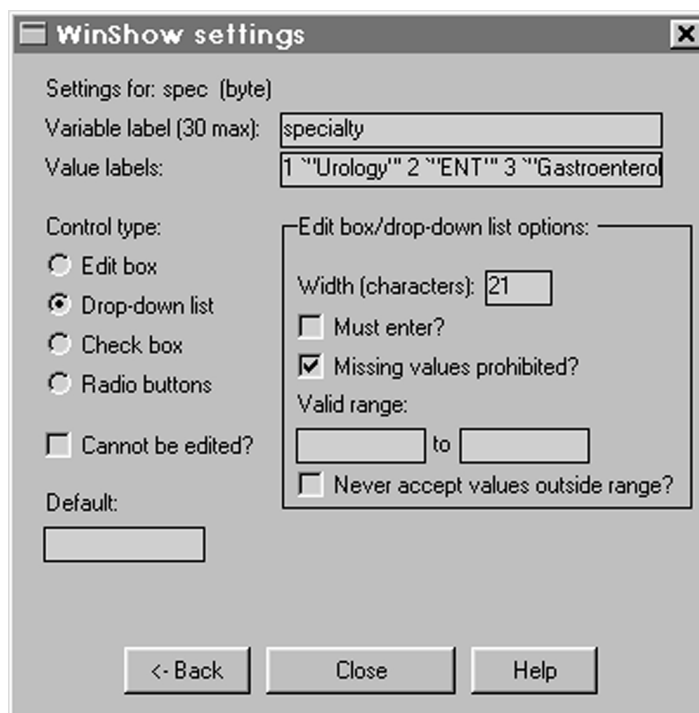 WinShow settings
Settings for: spec (byte)
Variable label (30 max): specialty
Value labels: 1 `"'Urology'" 2 `"'ENT'" 3 `"'Gastroenterol
Control type:
Edit box
Drop-down list
Check box
Radio buttons
Cannot be edited?
Default:
Edit box/drop-down list options:
Width (characters): 21
Must enter?
Missing values prohibited?
Valid range:
to
Never accept values outside range?
<- Back Close Help